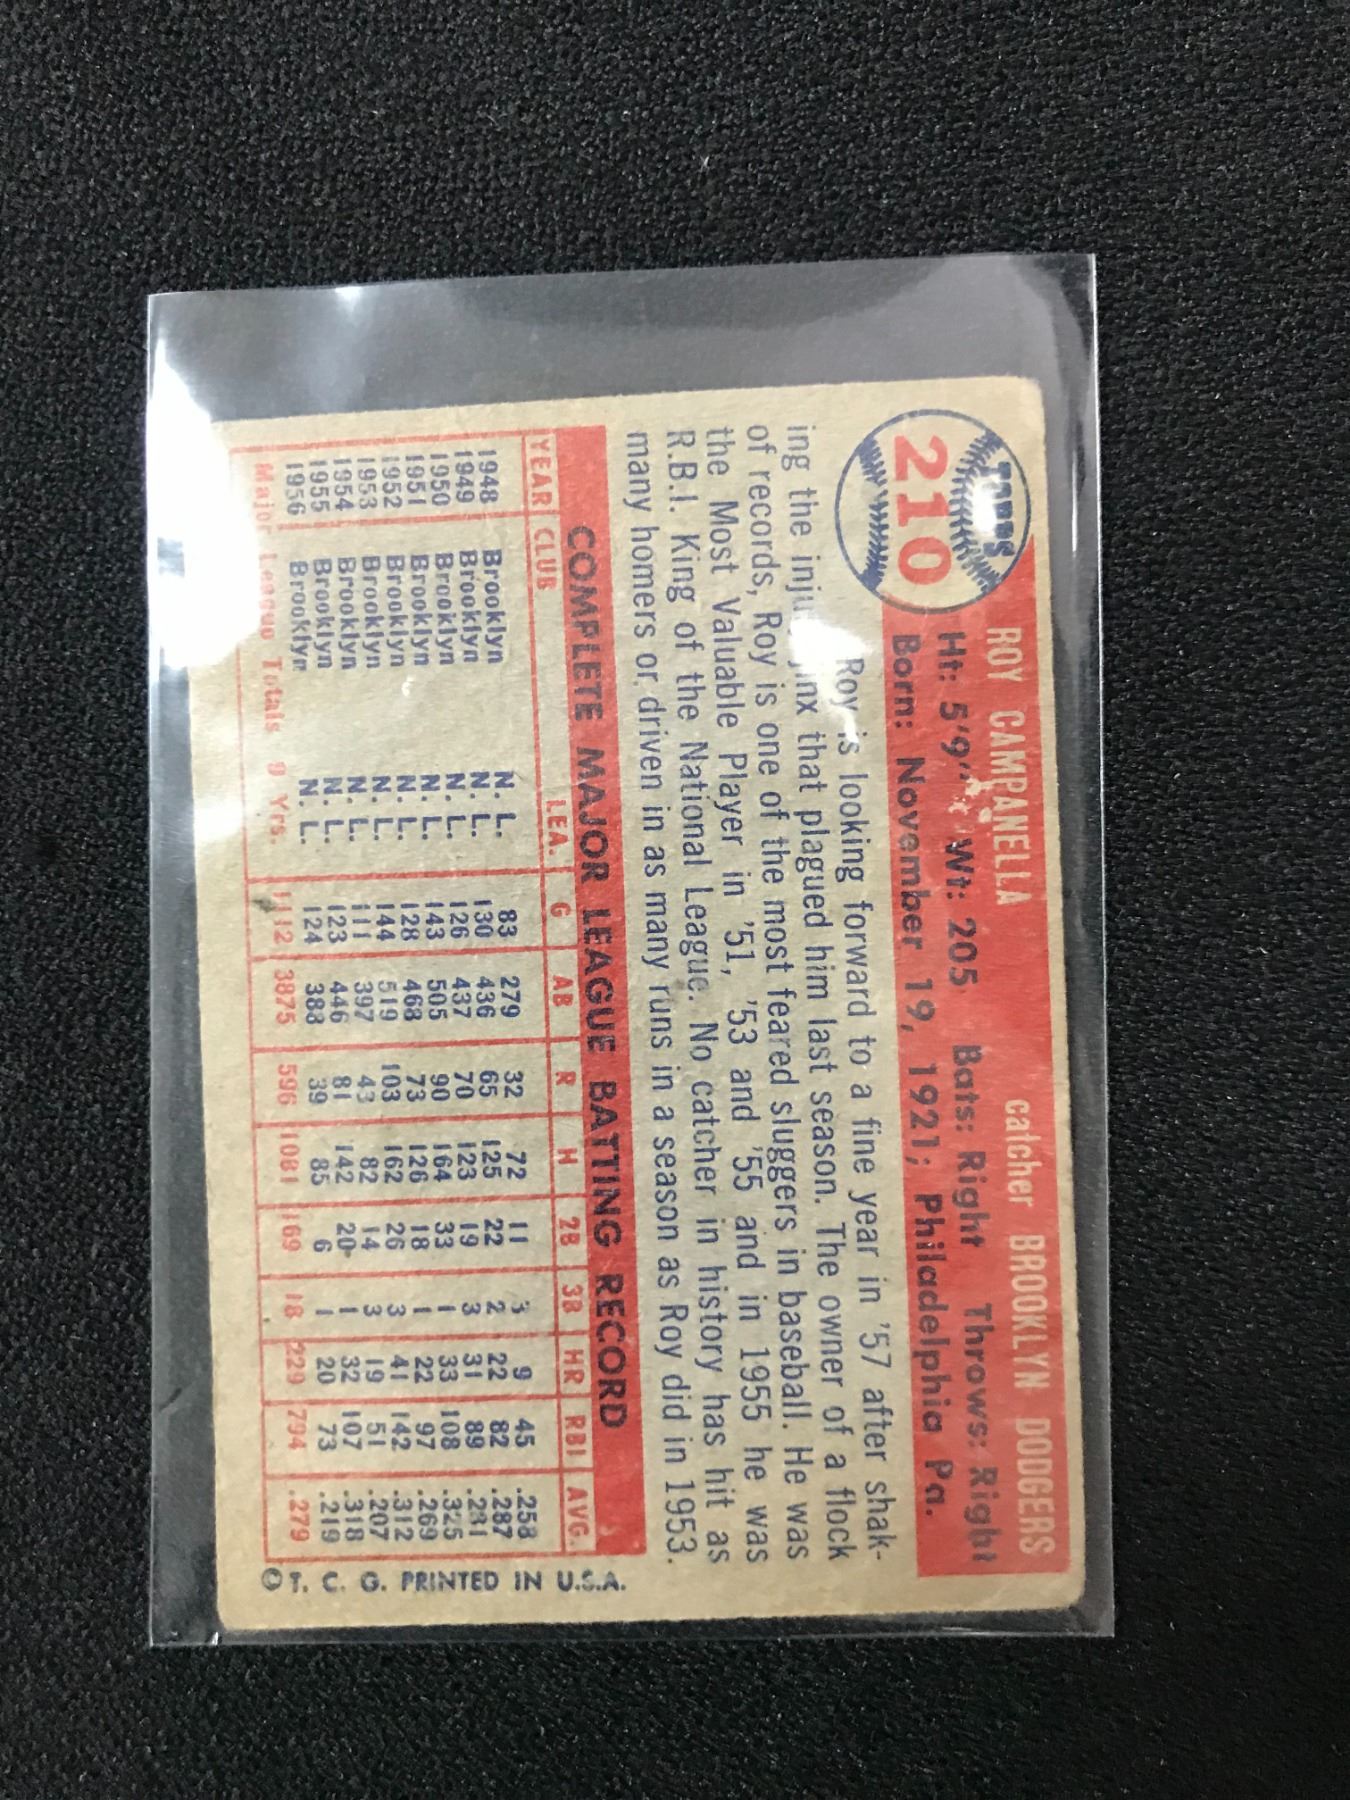 TOPPS
210
ROY CAMPANELLA catcher BROOKLYN DODGERS
Ht: 5'9" Wt: 205 Bats: Right Throws: Right
Born: November 19, 1921; Philadelphia Pa.
Roy is looking forward to a fine year in '57 after shak-
ing the that plagued him last season. The owner of a flock
of records, Roy is one of the most feared sluggers in baseball. He was
the Most Valuable Player in '51, '53 and '55 and in 1955 he was
R.B.I. King of the National League. No catcher in history has hit as
many homers or driven in as many runs in a season as Roy did in 1953.
COMPLETE MAJOR LEAGUE BATTING RECORD
YEAR CLUB LEA. G AB R H 2B 3B HR RBI AVG.
1948 Brooklyn N. L. 83 279 32 72 11 3 9 45 .258
1949 Brooklyn N. L. 130 436 65 125 22 2 22 82 .287
1950 Brooklyn N. L. 126 437 70 123 19 3 31 89 .231
1951 Brooklyn N. L. 143 505 90 164 33 1 33 108 .325
1952 Brooklyn N. L. 128 468 73 126 18 1 22 97 .269
1953 Brooklyn N. L. 144 519 103 162 26 3 41 142 .312
1954 Brooklyn N. L. 111 397 43 82 14 3 19 51 .207
1955 Brooklyn N. L. 123 446 81 142 20 1 32 107 .318
1956 Brooklyn N. L. 124 388 39 85 6 1 20 73 .219
Major League Totals 9 Yrs. 1112 3875 596 1081 169 18 229 794 .279
© T. C. G. PRINTED IN U.S.A.